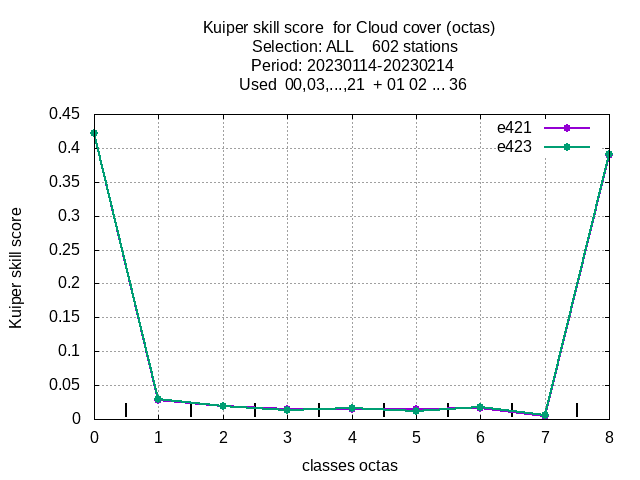 Kuiper skill score  for Cloud cover (octas)
Selection: ALL    602 stations
Period: 20230114-20230214
Used  00,03,...,21  + 01 02 ... 36
0.45
0.4
0.35
0.3
0.25
0.2
0.15
0.1
0.05
0
Kuiper skill score
e421
e423
0 1 2 3 4 5 6 7 8
classes octas